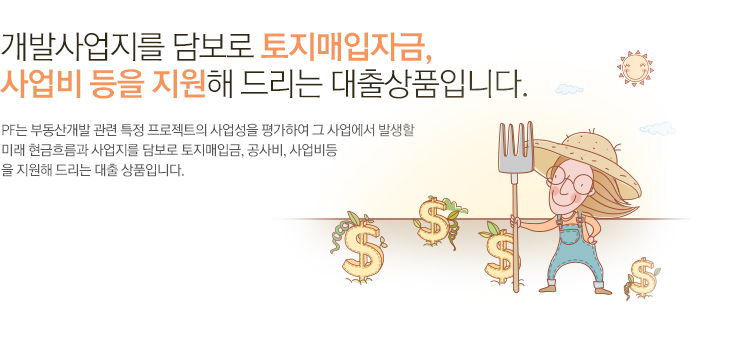 개발사업지를 담보로 토지매입자금,
사업비 등을 지원해 드리는 대출상품입니다.
PF는 부동산개발 관련 특정 프로젝트의 사업성을 평가하여 그 사업에서 발생할
미래 현금흐름과 사업지를 담보로 토지매입금, 공사비, 사업비등
을 지원해 드리는 대출 상품입니다.